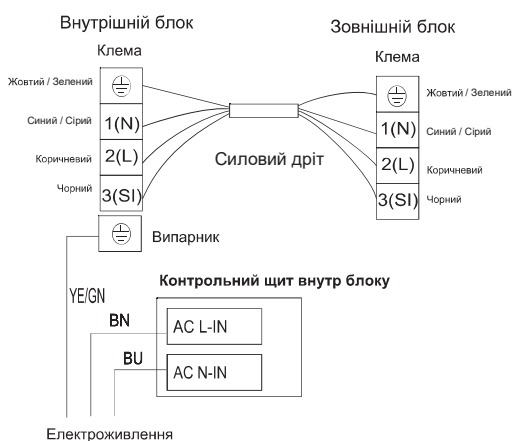 Внутрішній блок
Зовнішній блок
Клема
Клема
Жовтий / Зелений
Жовтий / Зелений
Синий / Сірий
1(N)
1(N)
Синий / Сірий
Коричневий
2(L)
Силовий дріт
2(L)
Коричневий
Чорний
3(SI)
3(SI)
Чорний
Випарник
YE/GN
Контрольний щит внутр блоку
BN
AC L-IN
BU
AC N-IN
Електроживлення